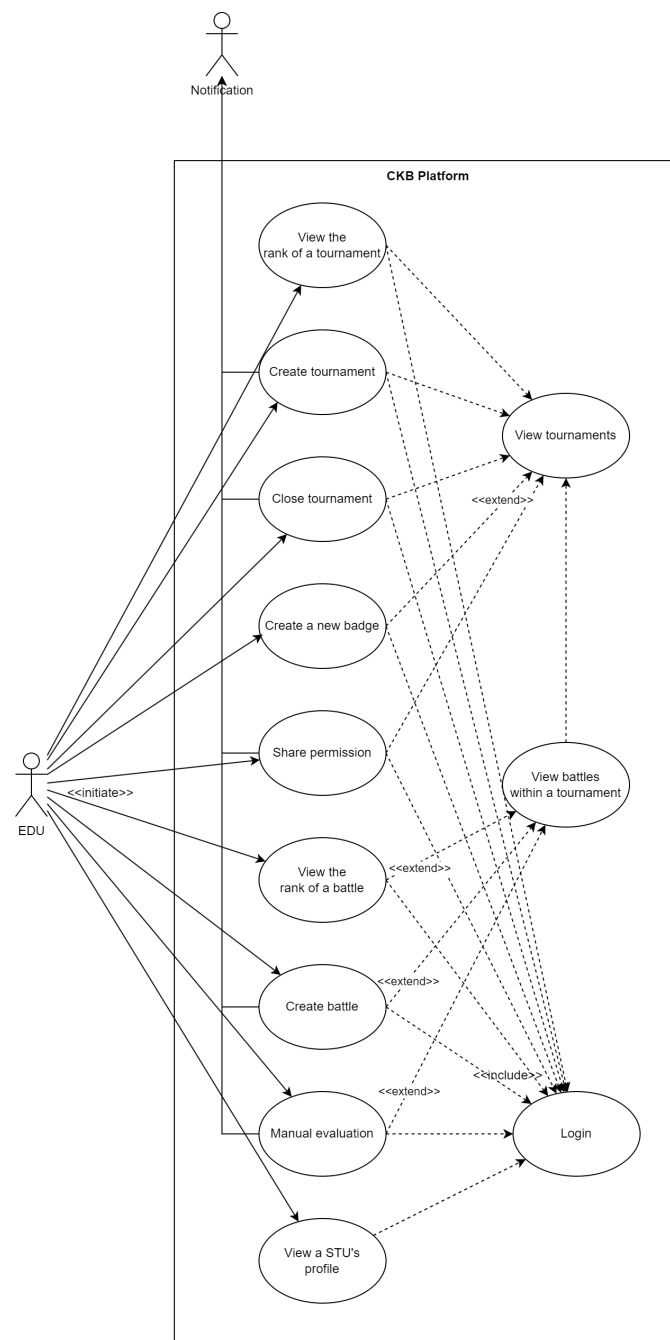 Notification
CKB Platform
View the
rank of a tournament
Create tournament
View tournaments
Close tournament
<<extend>>
Create a new badge
Share permission
View battles
within a tournament
<<initiate>>
EDU
View the
rank of a battle
<<extend>>
<<extend>>
Create battle
<<include>>
<<extend>>
Manual evaluation
Login
View a STU's
profile